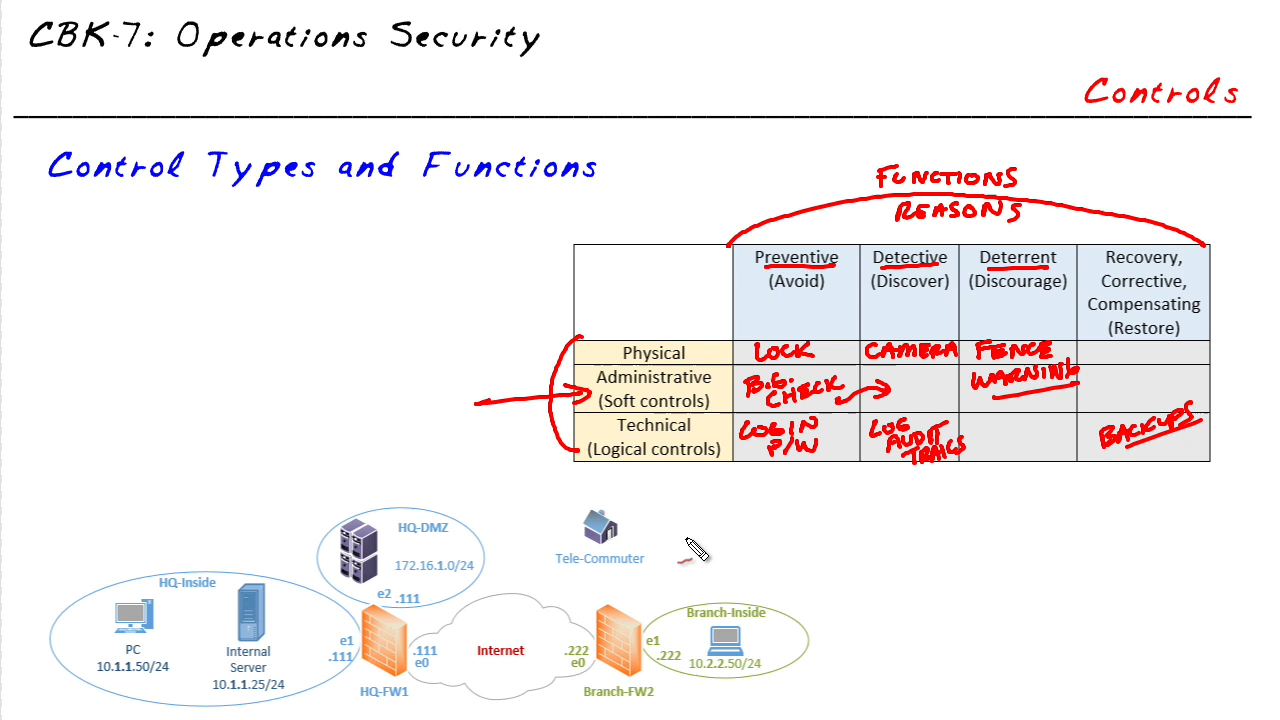 CBK-7: Operations Security
Controls
Control Types and Functions
FUNCTIONS
REASONS
Preventive
(Avoid)
Detective
(Discover)
Deterrent
(Discourage)
Recovery,
Corrective,
Compensating
(Restore)
Physical
LOCK
CAMERA
FENCE
Administrative
(Soft controls)
B.G.
CHECK
WARNING
Technical
(Logical controls)
LOGIN
P/W
LOG
AUDIT
TRAILS
BACKUPS
HQ-DMZ
172.16.1.0/24
e2 .111
Tele-Commuter
HQ-Inside
PC
10.1.1.50/24
Internal
Server
10.1.1.25/24
e1
.111
HQ-FW1
.111
e0
Internet
.222
e0
Branch-FW2
e1
.222
Branch-Inside
10.2.2.50/24